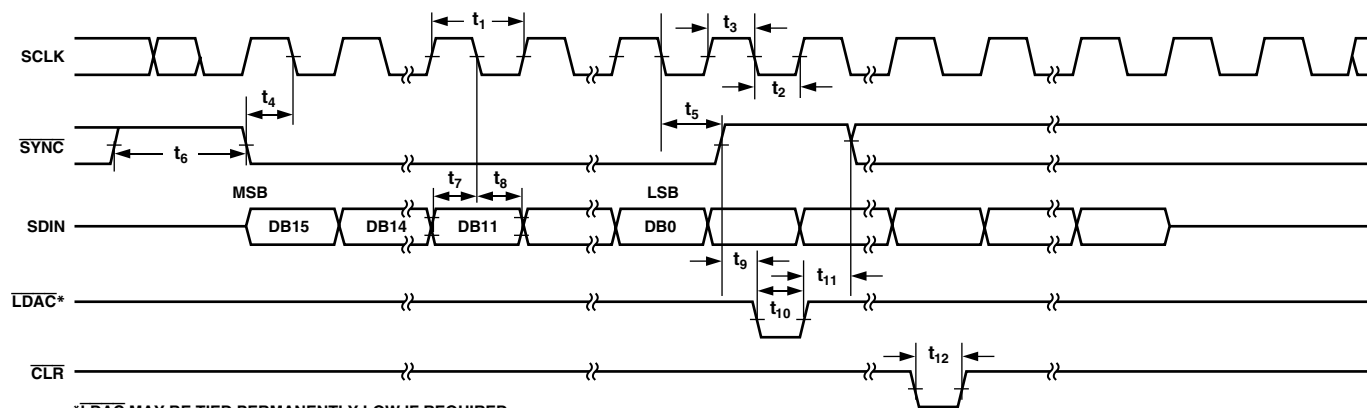 t1
t3
SCLK
t2
t4
t5
SYNC
t6
MSB
t7
t8
LSB
SDIN
DB15
DB14
DB11
DB0
t9
t11
LDAC*
t10
t12
CLR
*LDAC MAY BE TIED PERMANENTLY LOW IF REQUIRED